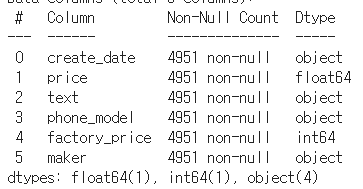 #   Column         Non-Null Count  Dtype
---  ------         --------------  -----
0   create_date    4951 non-null   object
1   price          4951 non-null   float64
2   text           4951 non-null   object
3   phone_model    4951 non-null   object
4   factory_price  4951 non-null   int64
5   maker          4951 non-null   object
dtypes: float64(1), int64(1), object(4)